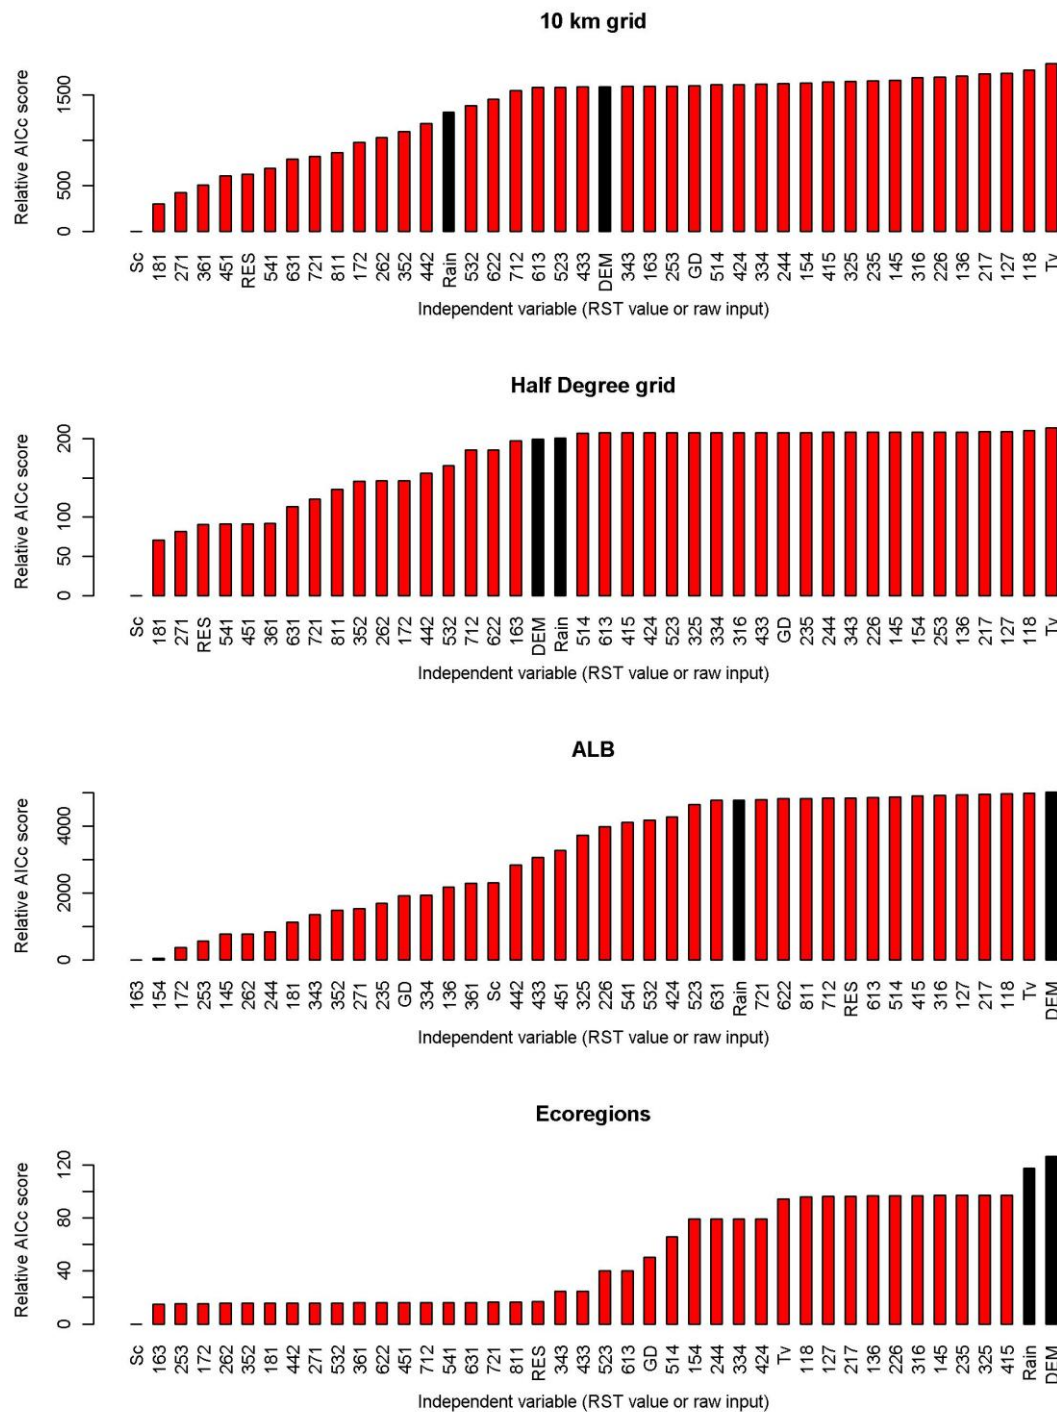 10 km grid
Relative AICc score
0 500 1500
Sc 181 271 361 451 RES 541 631 721 811 172 262 352 442 Rain 532 622 712 613 523 433 DEM 343 163 253 GD 514 424 334 244 154 415 325 235 145 316 226 136 217 127 118 Tv
Independent variable (RST value or raw input)
Half Degree grid
Relative AICc score
0 50 100 200
Sc 181 271 RES 541 451 361 631 721 811 352 262 172 442 532 712 622 163 DEM Rain 514 613 415 424 523 325 334 316 433 GD 235 244 343 226 145 154 253 136 217 127 118 Tv
Independent variable (RST value or raw input)
ALB
Relative AICc score
0 2000 4000
163 154 172 253 145 262 244 181 343 352 271 235 GD 334 136 361 Sc 442 433 451 325 226 541 532 424 523 631 Rain 721 622 811 712 RES 613 514 415 316 127 217 118 Tv DEM
Independent variable (RST value or raw input)
Ecoregions
Relative AICc score
0 40 80 120
Sc 163 253 172 262 352 181 442 271 532 361 622 451 712 541 631 721 811 RES 343 433 523 613 GD 514 154 244 334 424 Tv 118 127 217 136 226 316 145 235 325 415 Rain DEM
Independent variable (RST value or raw input)